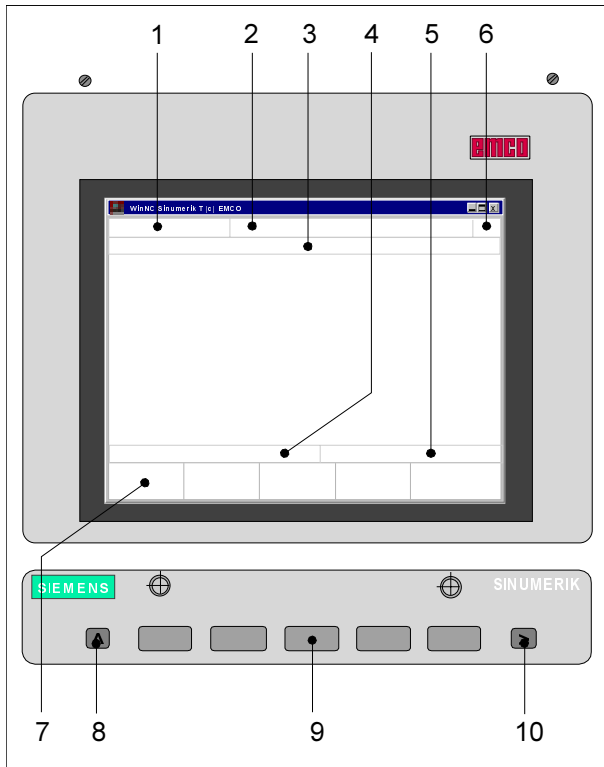 1 2 3 4 5 6
emco
WinNC Sinumerik T (c) EMCO
SIEMENS SINUMERIK
7 8 9 10